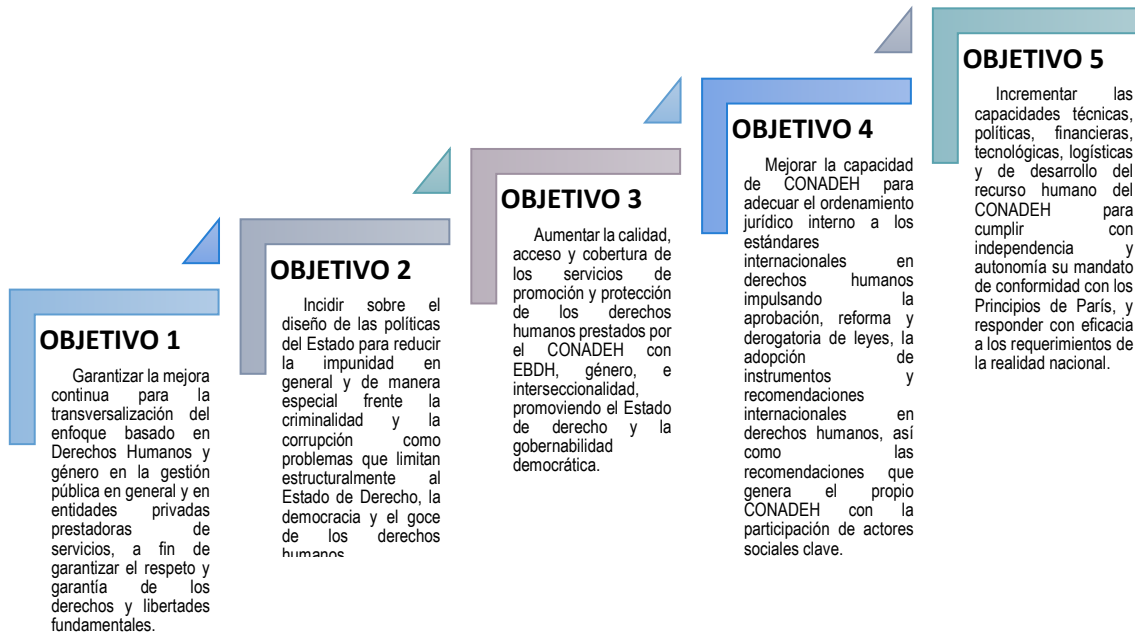 OBJETIVO 1
Garantizar la mejora
continua para la
transversalización del
enfoque basado en
Derechos Humanos y
género en la gestión
pública en general y en
entidades privadas
prestadoras de
servicios, a fin de
garantizar el respeto y
garantía de los
derechos y libertades
fundamentales.
OBJETIVO 2
Incidir sobre el
diseño de las políticas
del Estado para reducir
la impunidad en
general y de manera
especial frente la
criminalidad y la
corrupción como
problemas que limitan
estructuralmente al
Estado de Derecho, la
democracia y el goce
de los derechos
humanos
OBJETIVO 3
Aumentar la calidad,
acceso y cobertura de
los servicios de
promoción y protección
de los derechos
humanos prestados por
el CONADEH con
EBDH, género, e
interseccionalidad,
promoviendo el Estado
de derecho y la
gobernabilidad
democrática.
OBJETIVO 4
Mejorar la capacidad
de CONADEH para
adecuar el ordenamiento
jurídico interno a los
estándares
internacionales en
derechos humanos
impulsando la
aprobación, reforma y
derogatoria de leyes, la
adopción de
instrumentos y
recomendaciones
internacionales en
derechos humanos, así
como las
recomendaciones que
genera el propio
CONADEH con la
participación de actores
sociales clave.
OBJETIVO 5
Incrementar las
capacidades técnicas,
políticas, financieras,
tecnológicas, logísticas
y de desarrollo del
recurso humano del
CONADEH para
cumplir con
independencia y
autonomía su mandato
de conformidad con los
Principios de París, y
responder con eficacia
a los requerimientos de
la realidad nacional.